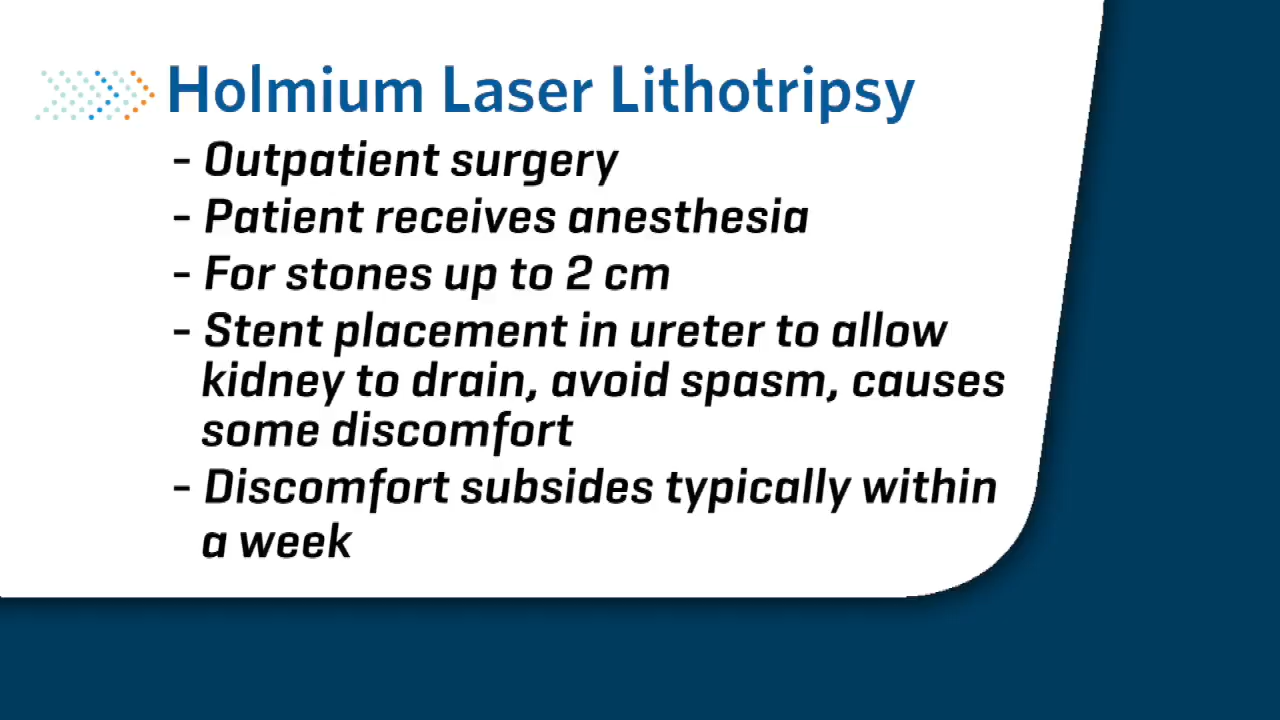 Holmium Laser Lithotripsy
- Outpatient surgery
- Patient receives anesthesia
- For stones up to 2 cm
- Stent placement in ureter to allow
kidney to drain, avoid spasm, causes
some discomfort
- Discomfort subsides typically within
a week